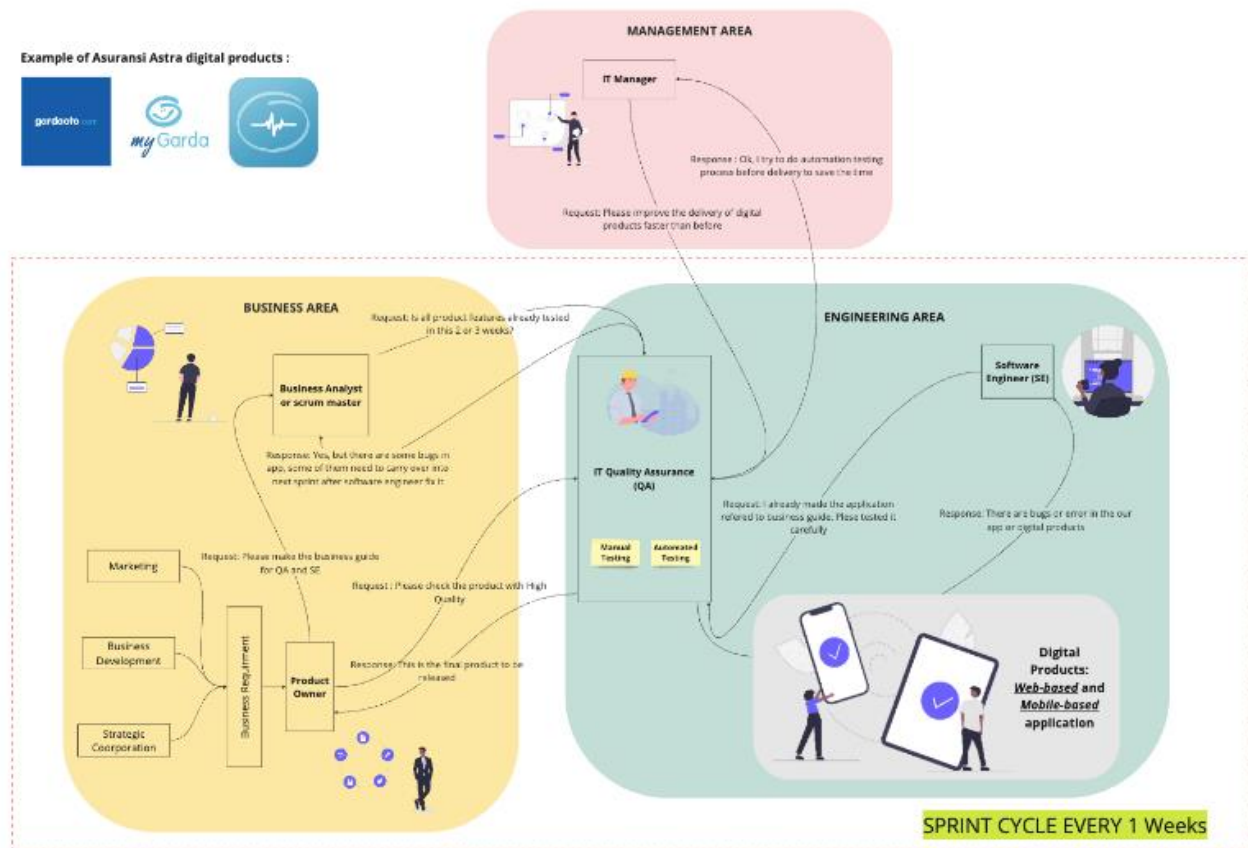 MANAGEMENT AREA
Example of Asuransi Astra digital products :
IT Manager
gardaoto.com
myGarda
Response : Ok, I try to do automation testing
process before delivery to save the time
Request: Please improve the delivery of digital
products faster than before
BUSINESS AREA
Request: Is all product features already tested
in this 2 or 3 weeks?
Business Analyst
or scrum master
Response: Yes, but there are some bugs in
app, some of them need to carry over into
next sprint after software engineer fix it
Request: Please make the business guide
for QA and SE
Marketing
Business
Development
Strategic
Coorporation
Business Requirment
Product
Owner
Request : Please check the product with High
Quality
Response: This is the final product to be
released
ENGINEERING AREA
IT Quality Assurance
(QA)
Manual
Testing
Automated
Testing
Software
Engineer (SE)
Request: I already made the application
refered to business guide. Plese tested it
carefully
Response: There are bugs or error in the our
app or digital products
Digital
Products:
Web-based and
Mobile-based
application
SPRINT CYCLE EVERY 1 Weeks